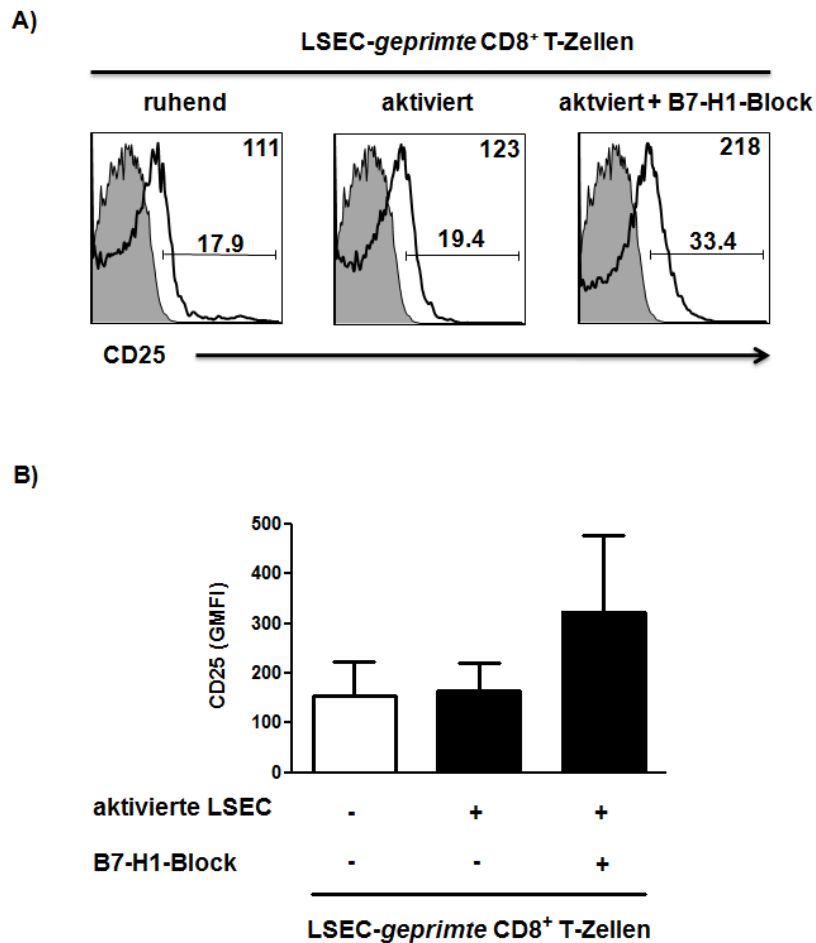 A)
LSEC-geprimte CD8⁺ T-Zellen
ruhend aktiviert aktviert + B7-H1-Block
111 123 218
17.9 19.4 33.4
CD25
B)
500
400
300
200
100
0
CD25 (GMFI)
aktivierte LSEC - + +
B7-H1-Block - - +
LSEC-geprimte CD8⁺ T-Zellen